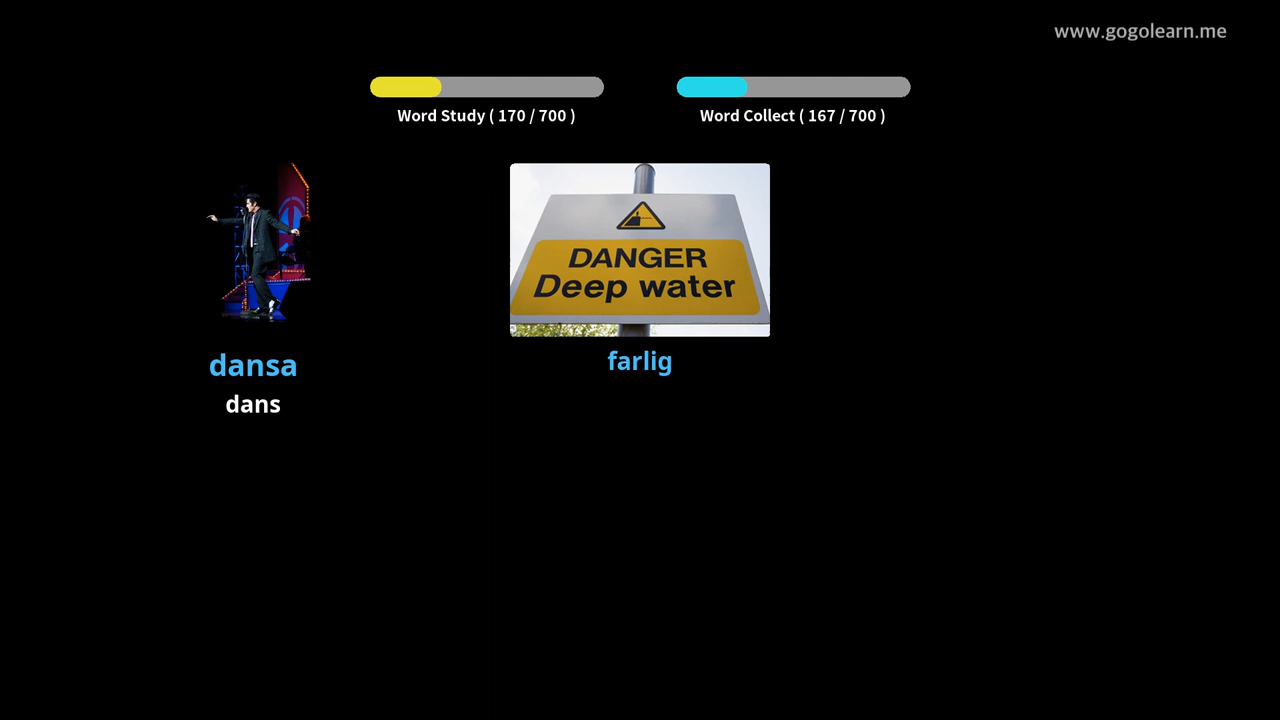 www.gogolearn.me
Word Study ( 170 / 700 )
Word Collect ( 167 / 700 )
DANGER
Deep water
dansa
farlig
dans